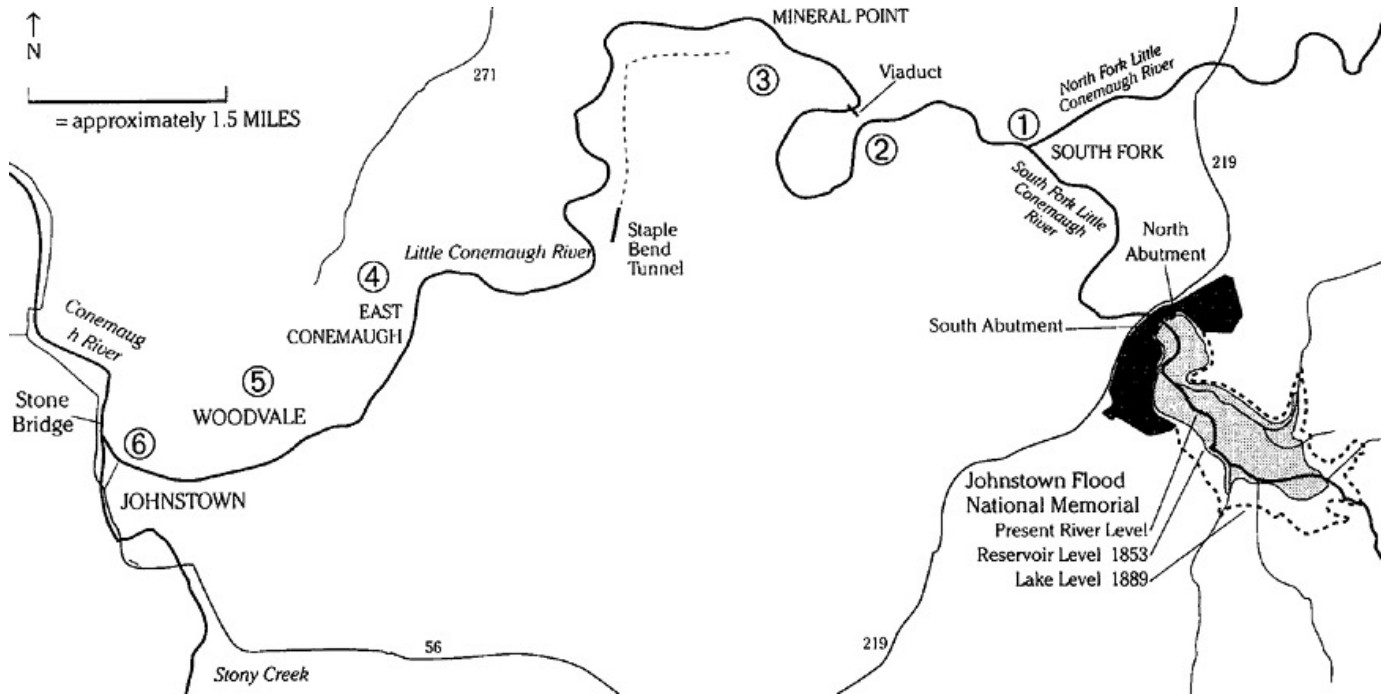 N
= approximately 1.5 MILES
271
MINERAL POINT
③
Viaduct
②
①
North Fork Little
Conemaugh River
SOUTH FORK
219
South Fork Little
Conemaugh
River
North
Abutment
South Abutment
Staple
Bend
Tunnel
Little Conemaugh River
④
EAST
CONEMAUGH
Conemaug
h River
⑤
WOODVALE
Stone
Bridge
⑥
JOHNSTOWN
Johnstown Flood
National Memorial
Present River Level
Reservoir Level 1853
Lake Level 1889
219
56
Stony Creek